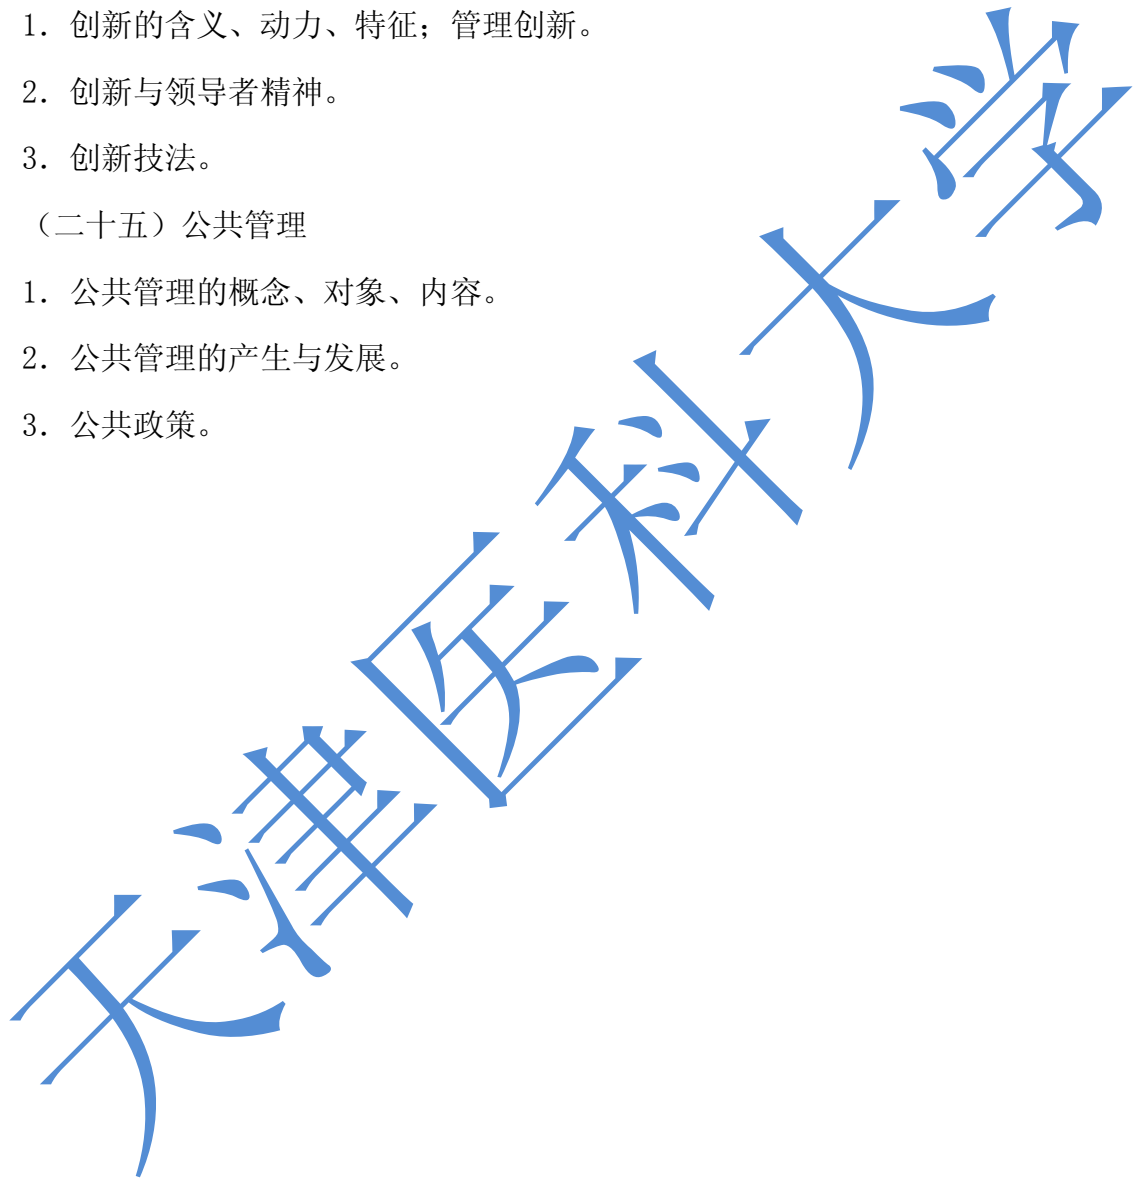 1. 创新的含义、动力、特征；管理创新。
2. 创新与领导者精神。
3. 创新技法。
（二十五）公共管理
1. 公共管理的概念、对象、内容。
2. 公共管理的产生与发展。
3. 公共政策。
天津医科大学